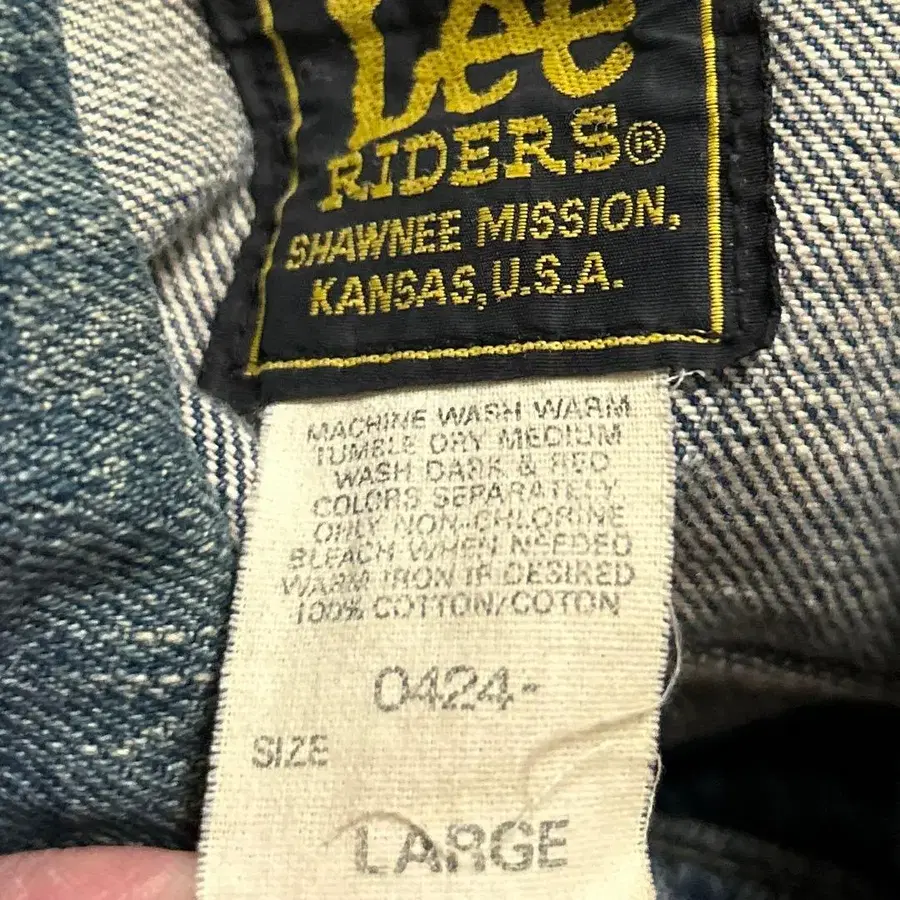 Lee
RIDERS®
SHAWNEE MISSION,
KANSAS, U.S.A.
MACHINE WASH WARM
TUMBLE DRY MEDIUM
WASH DARK & RED
COLORS SEPARATELY.
ONLY NON-CHLORINE
BLEACH WHEN NEEDED
WARM IRON IF DESIRED
100% COTTON/COTON
0424-
SIZE
LARGE